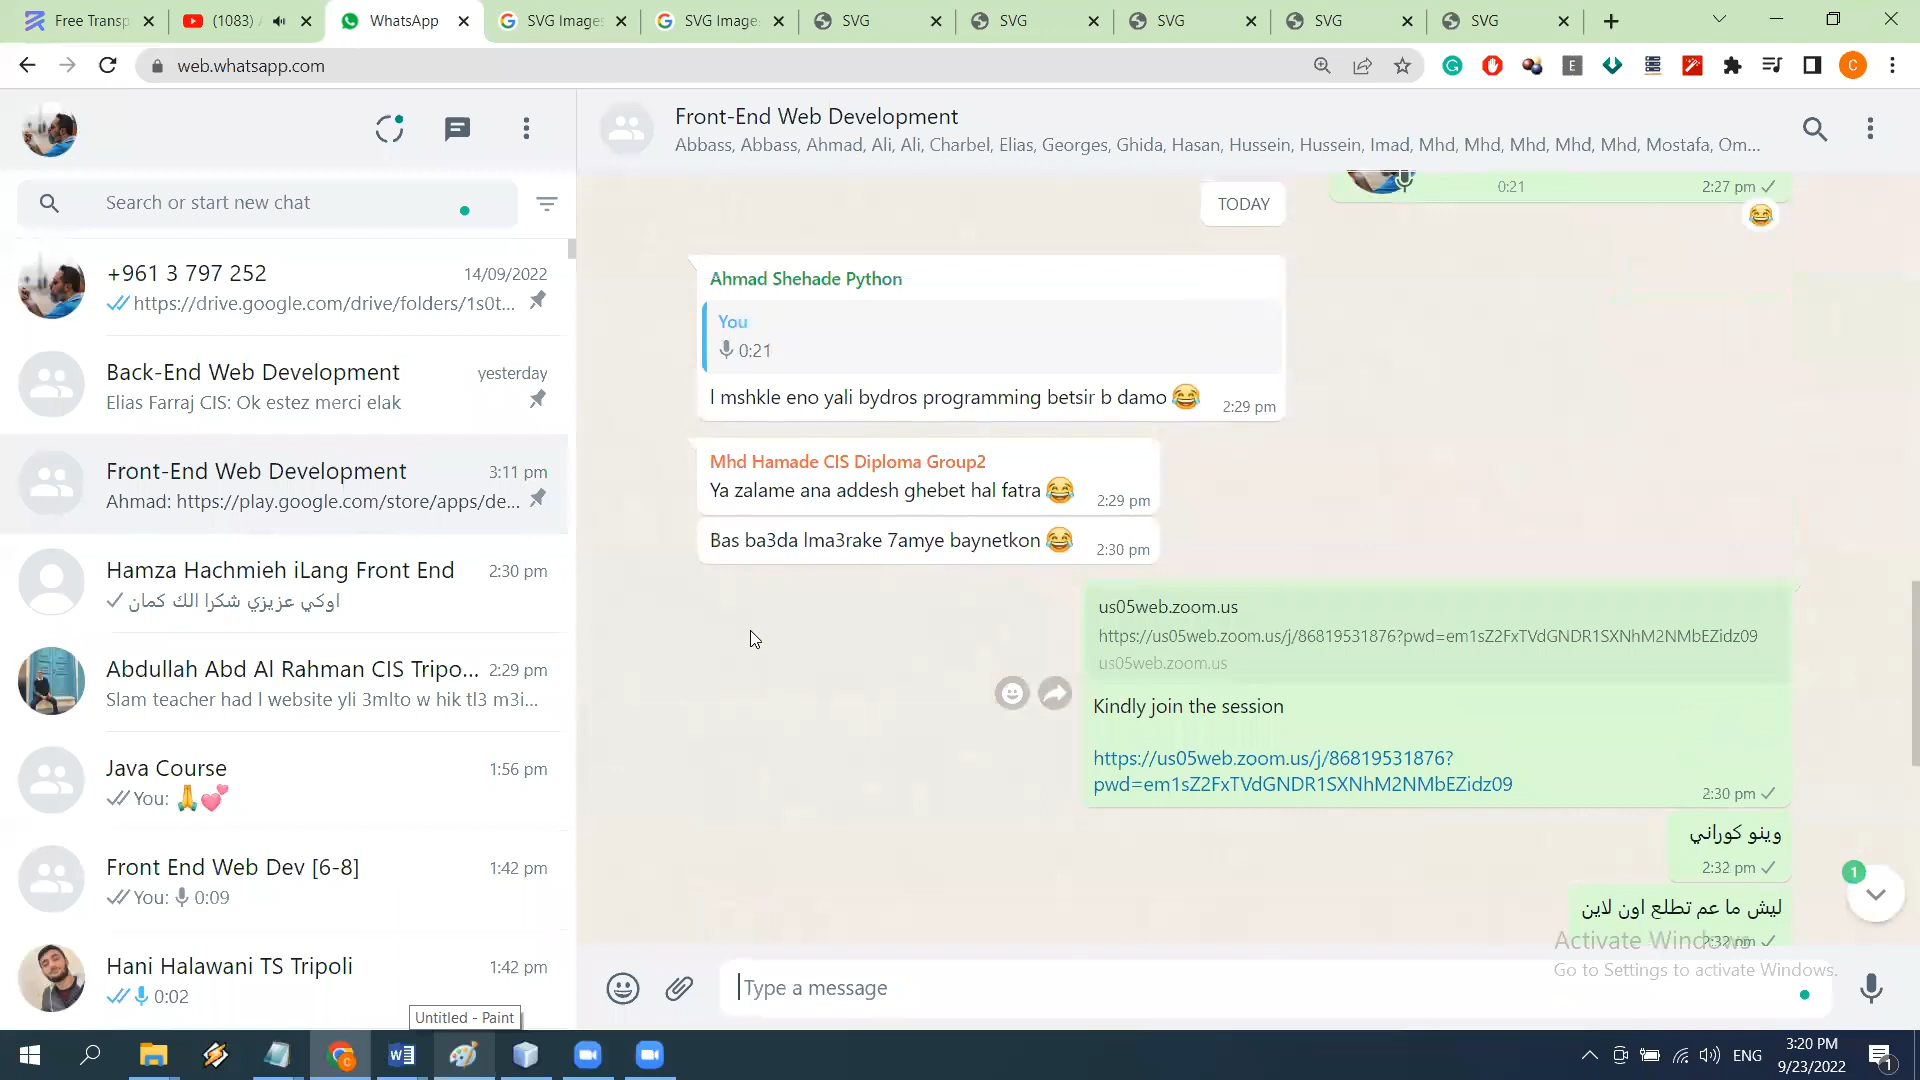 Free Transp
(1083)
WhatsApp
SVG Images
SVG Image
SVG
SVG
SVG
SVG
SVG
web.whatsapp.com
E
C
Front-End Web Development
Abbass, Abbass, Ahmad, Ali, Ali, Charbel, Elias, Georges, Ghida, Hasan, Hussein, Hussein, Imad, Mhd, Mhd, Mhd, Mhd, Mhd, Mostafa, Om...
Search or start new chat
+961 3 797 252
14/09/2022
https://drive.google.com/drive/folders/1s0t...
Back-End Web Development
yesterday
Elias Farraj CIS: Ok estez merci elak
Front-End Web Development
3:11 pm
Ahmad: https://play.google.com/store/apps/de...
Hamza Hachmieh iLang Front End
2:30 pm
اوكي عزيزي شكرا الك كمان
Abdullah Abd Al Rahman CIS Tripo...
2:29 pm
Slam teacher had l website yli 3mlto w hik tl3 m3i...
Java Course
1:56 pm
You: 🙏💕
Front End Web Dev [6-8]
1:42 pm
You: 0:09
Hani Halawani TS Tripoli
1:42 pm
0:02
0:21
2:27 pm
😂
TODAY
Ahmad Shehade Python
You
0:21
l mshkle eno yali bydros programming betsir b damo 😂
2:29 pm
Mhd Hamade CIS Diploma Group2
Ya zalame ana addesh ghebet hal fatra 😂
2:29 pm
Bas ba3da lma3rake 7amye baynetkon 😂
2:30 pm
us05web.zoom.us
https://us05web.zoom.us/j/86819531876?pwd=em1sZ2FxTVdGNDR1SXNhM2NMbEZidz09
us05web.zoom.us
Kindly join the session
https://us05web.zoom.us/j/86819531876?
pwd=em1sZ2FxTVdGNDR1SXNhM2NMbEZidz09
2:30 pm
وينو كوراني
2:32 pm
ليش ما عم تطلع اون لاين
2:32 pm
1
Activate Windows
Go to Settings to activate Windows.
Type a message
Untitled - Paint
ENG
3:20 PM
9/23/2022
1